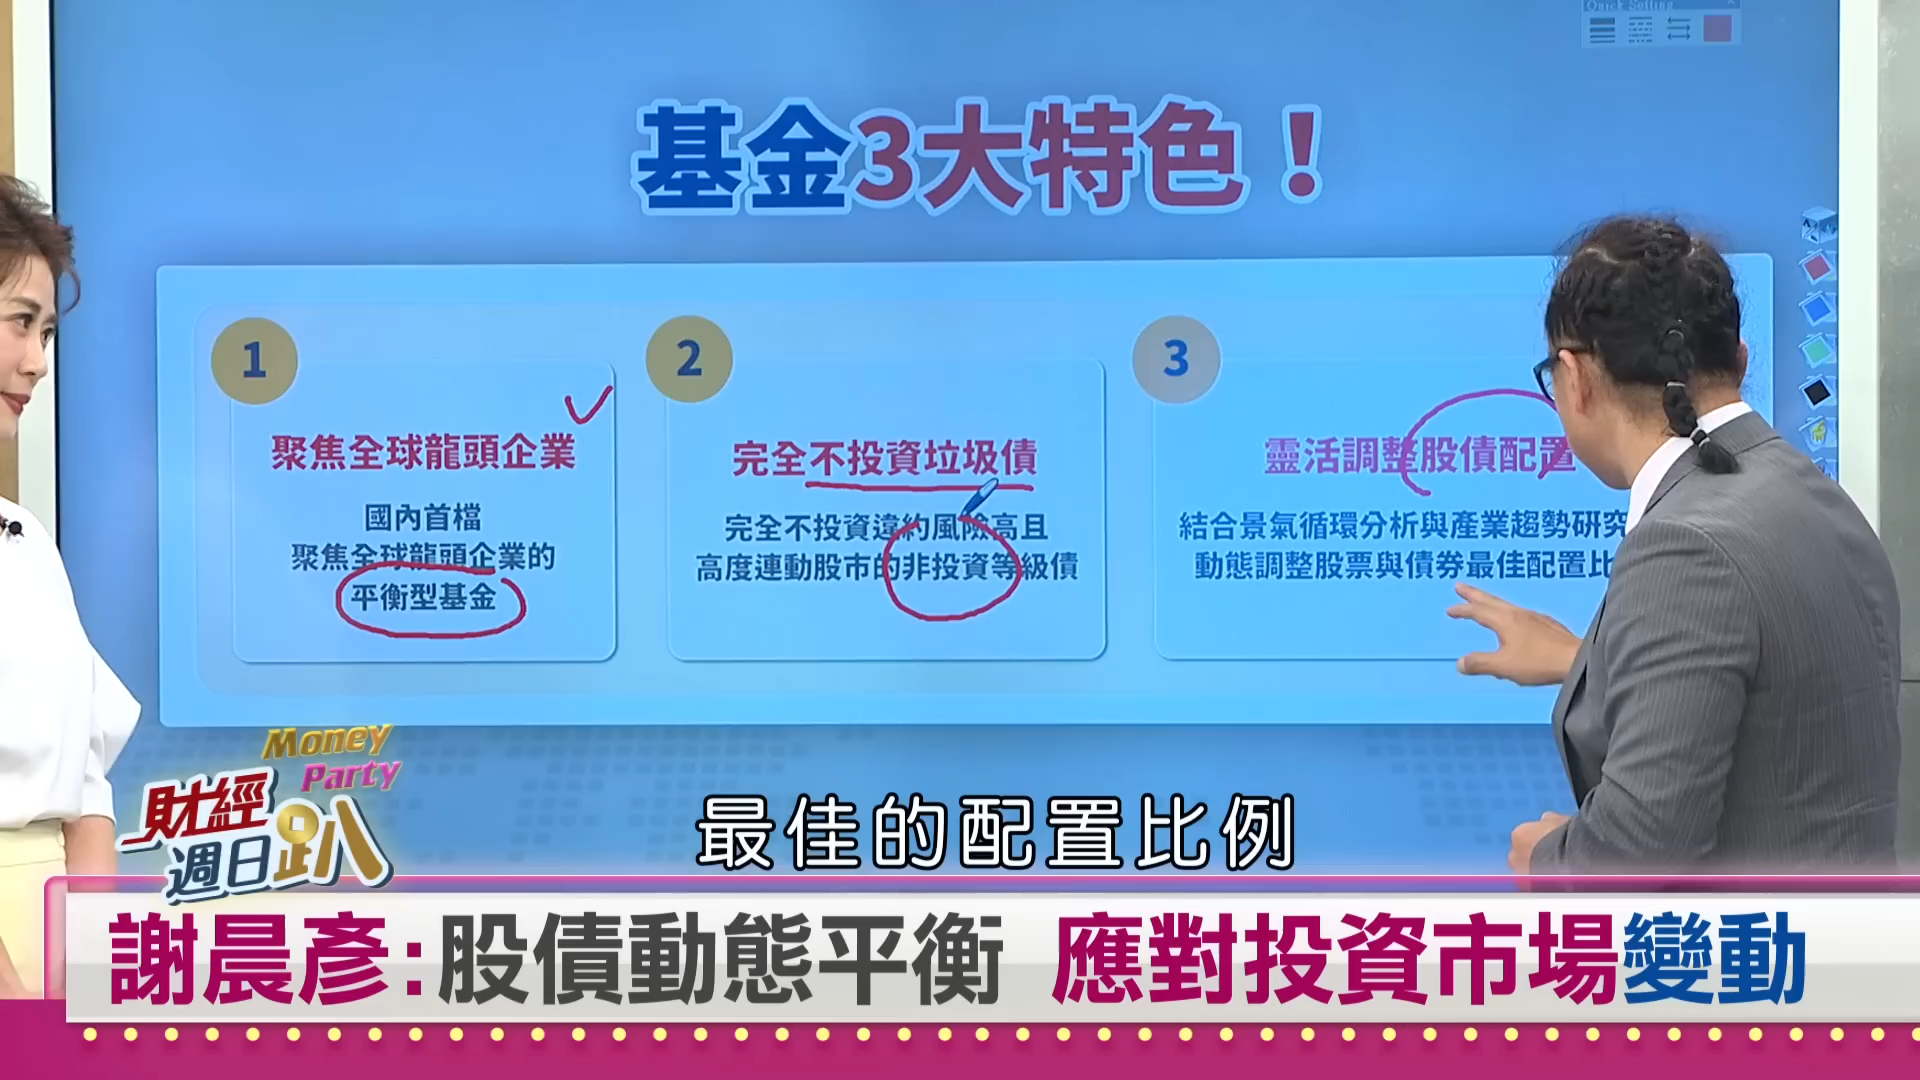 Quick Setting
基金3大特色！
1
聚焦全球龍頭企業
國內首檔
聚焦全球龍頭企業的
平衡型基金
2
完全不投資垃圾債
完全不投資違約風險高且
高度連動股市的非投資等級債
3
靈活調整股債配置
結合景氣循環分析與產業趨勢研究
動態調整股票與債券最佳配置比
Money
Party
財經
週日趴
最佳的配置比例
謝晨彥:股債動態平衡 應對投資市場變動